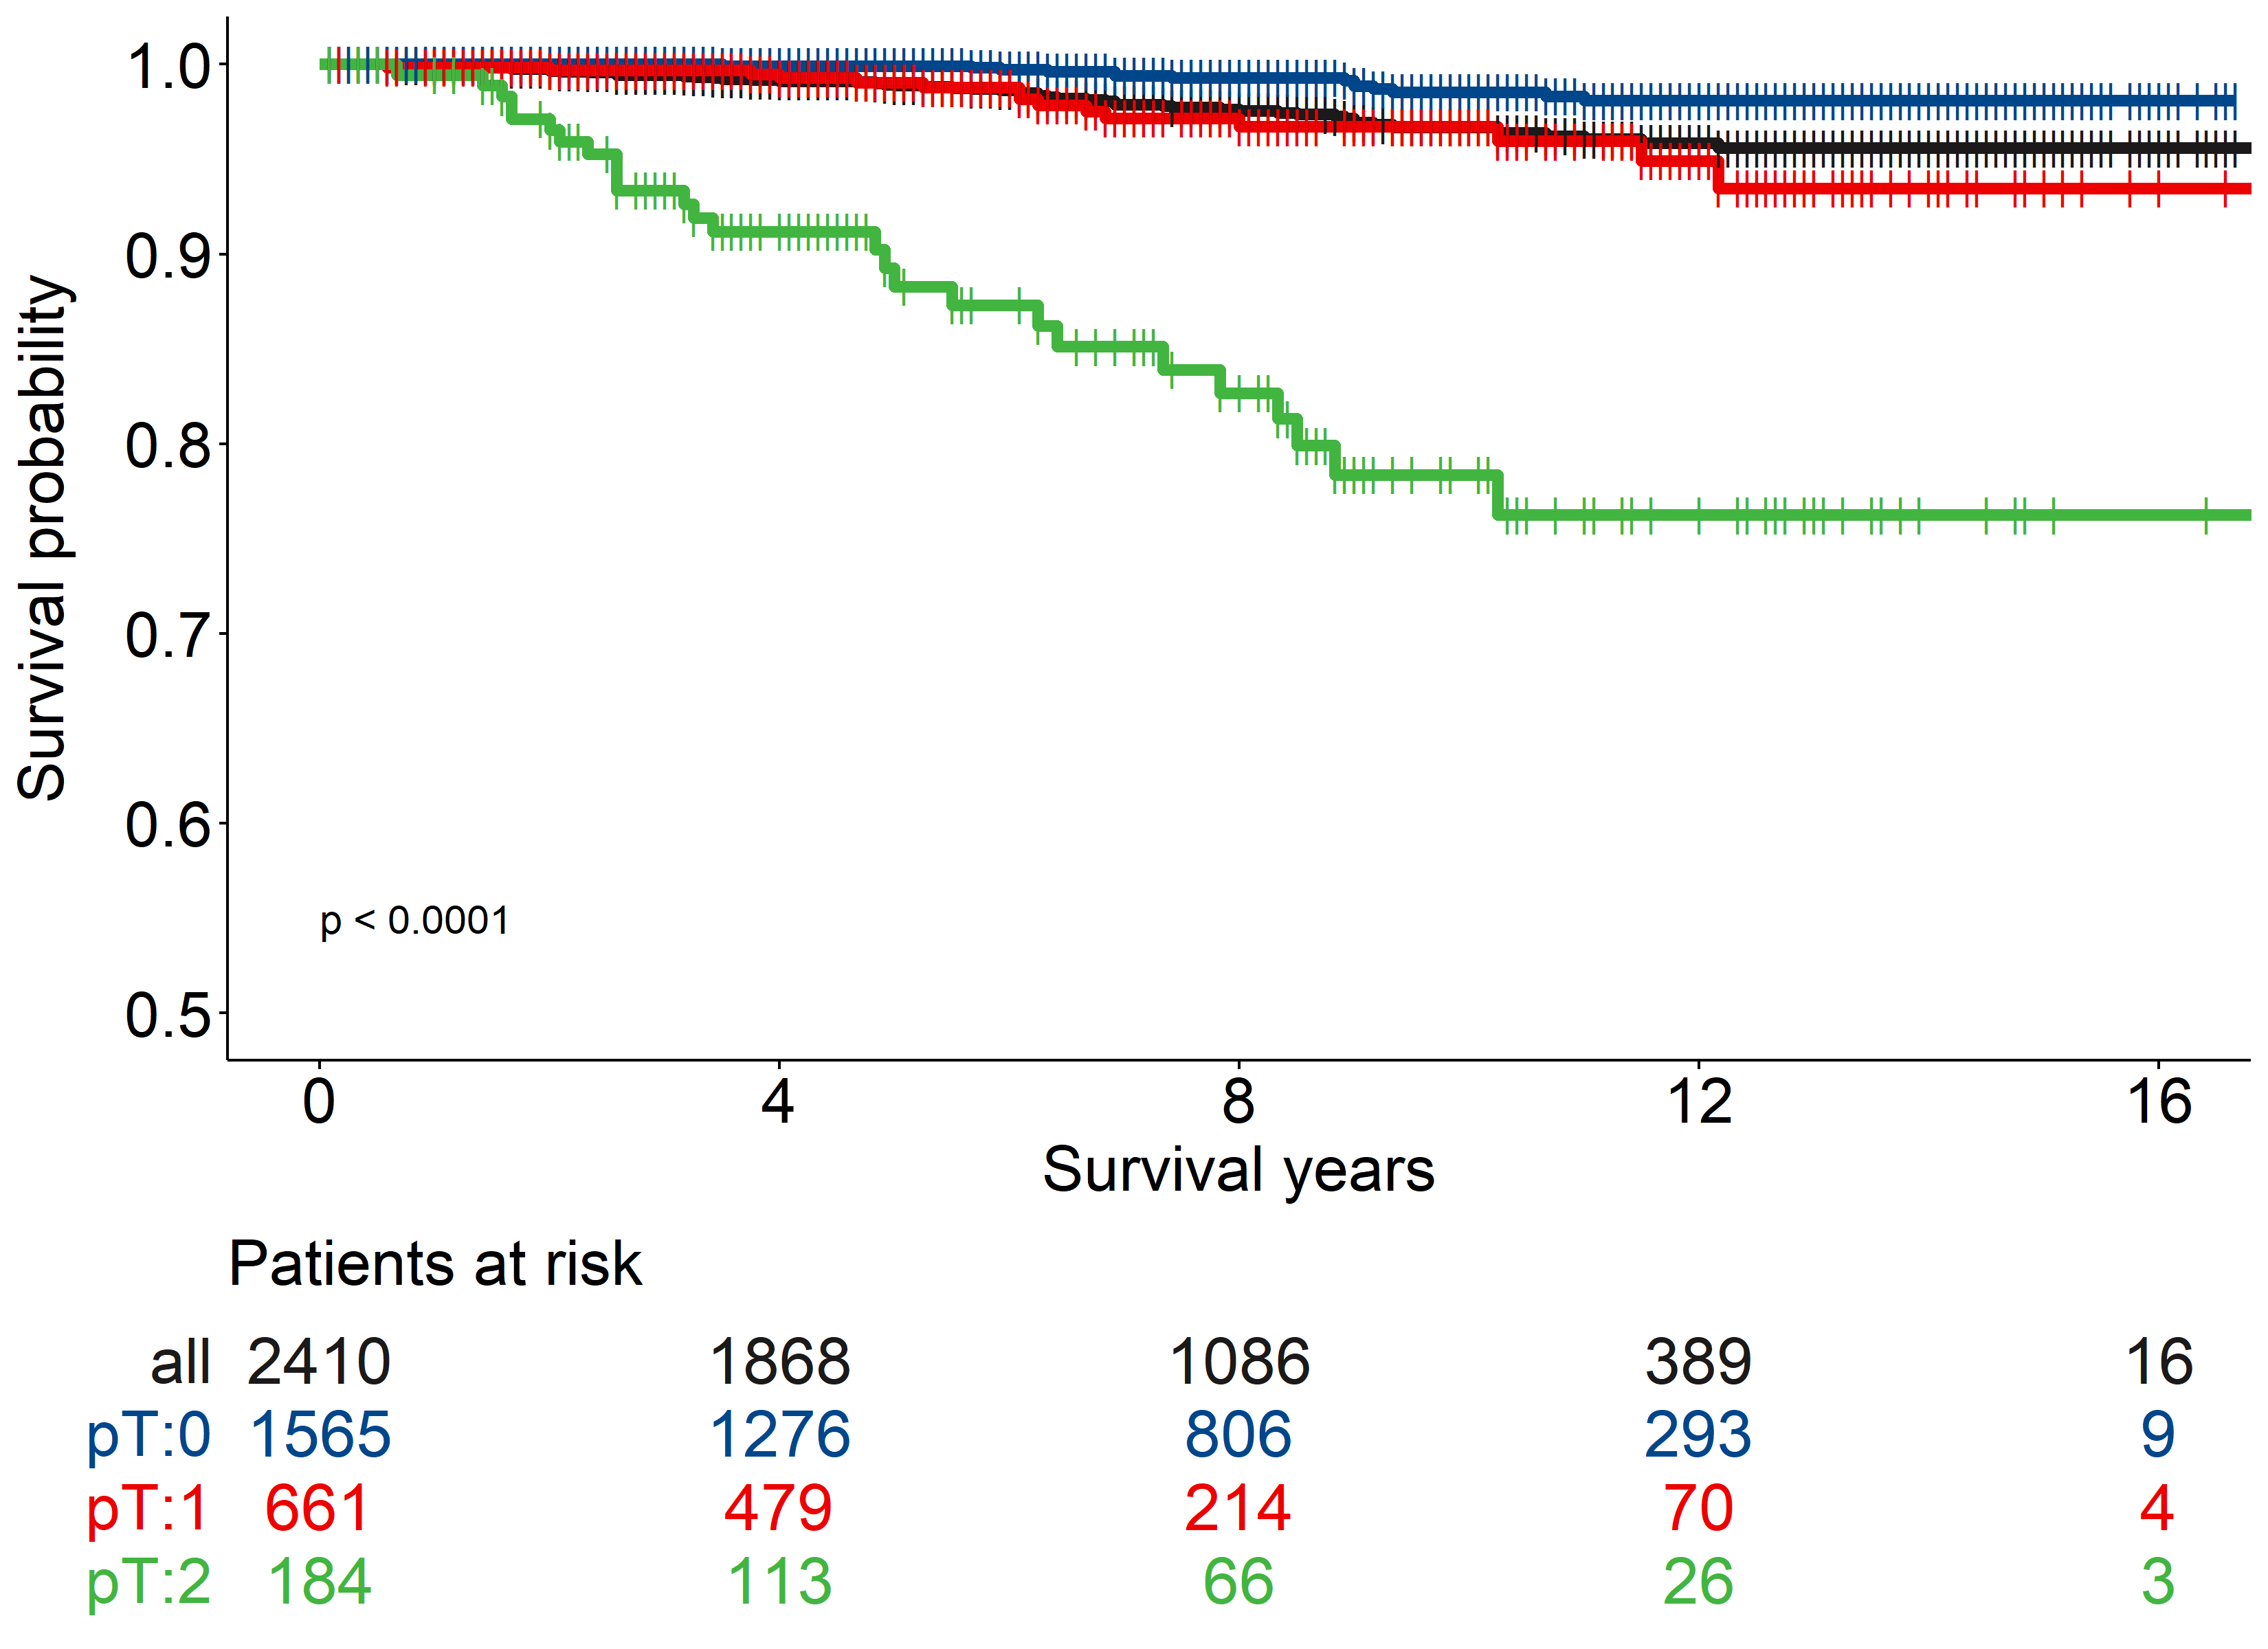 Survival probability
1.0
0.9
0.8
0.7
0.6
0.5
p < 0.0001
0 4 8 12 16
Survival years
Patients at risk
all 2410 1868 1086 389 16
pT:0 1565 1276 806 293 9
pT:1 661 479 214 70 4
pT:2 184 113 66 26 3